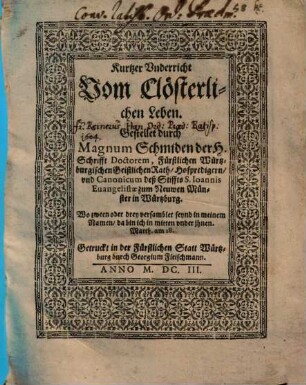 Kurtzer Vnderricht
Vom Clösterli-
chen Leben.
Gestellet durch
Magnum Schmiden der H.
Schrifft Doctorem, Fürstlichen Würtz-
burgischen Geistlichen Rath/ Hofpredigern/
vnd Canonicum deß Stiffts S. Ioannis
Euangelistæ zum Neuwen Mün-
ster in Würtzburg.
Wo zween oder drey versamblet seynd in meinem
Namen/ da bin ich in mitten vnder jhnen.
Matth. am 18.
Getruckt in der Fürstlichen Statt Würtz-
burg durch Georgium Fleischmann.
ANNO M. DC. III.